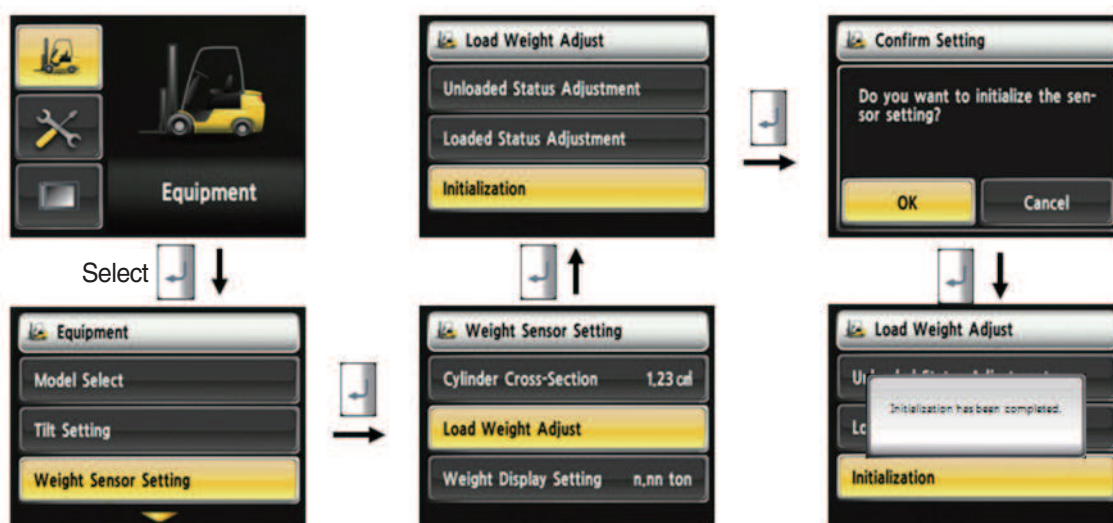 Equipment
Select
Equipment
Model Select
Tilt Setting
Weight Sensor Setting
Weight Sensor Setting
Cylinder Cross-Section 1,23 ㎠
Load Weight Adjust
Weight Display Setting n,nn ton
Load Weight Adjust
Unloaded Status Adjustment
Loaded Status Adjustment
Initialization
Confirm Setting
Do you want to initialize the sen-
sor setting?
OK Cancel
Load Weight Adjust
Initialization has been completed.
Initialization